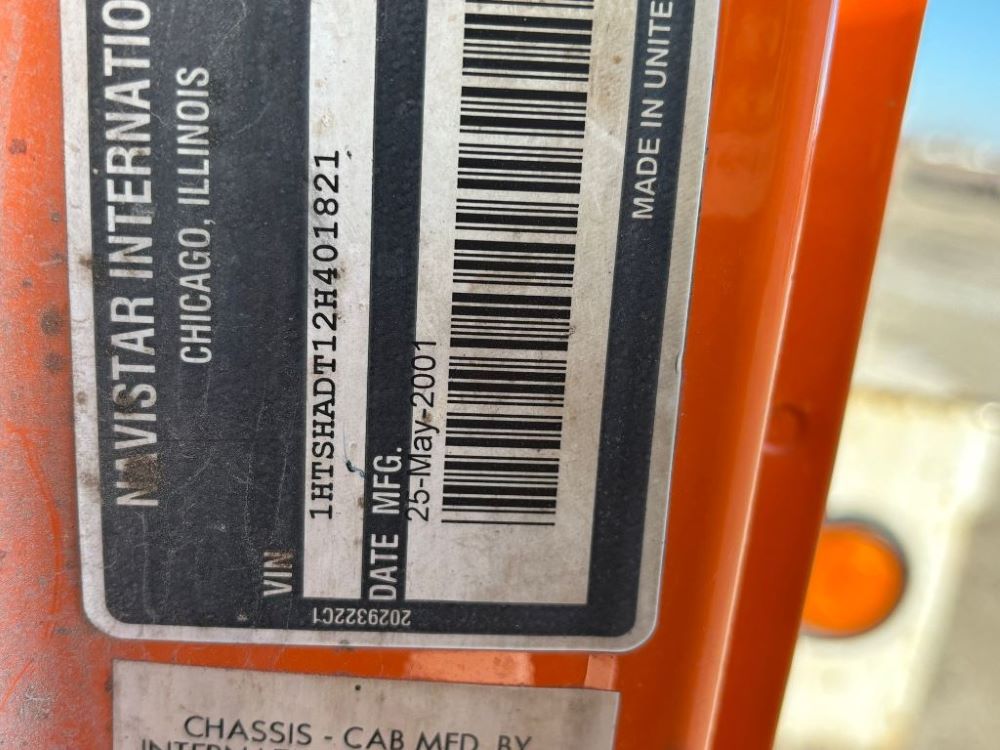 NAVISTAR INTERNATIO
CHICAGO, ILLINOIS
VIN
1HTSHADT12H401821
DATE MFG.
25-May-2001
MADE IN UNITE
2029322C1
CHASSIS - CAB MFD. BY
INTERNAT